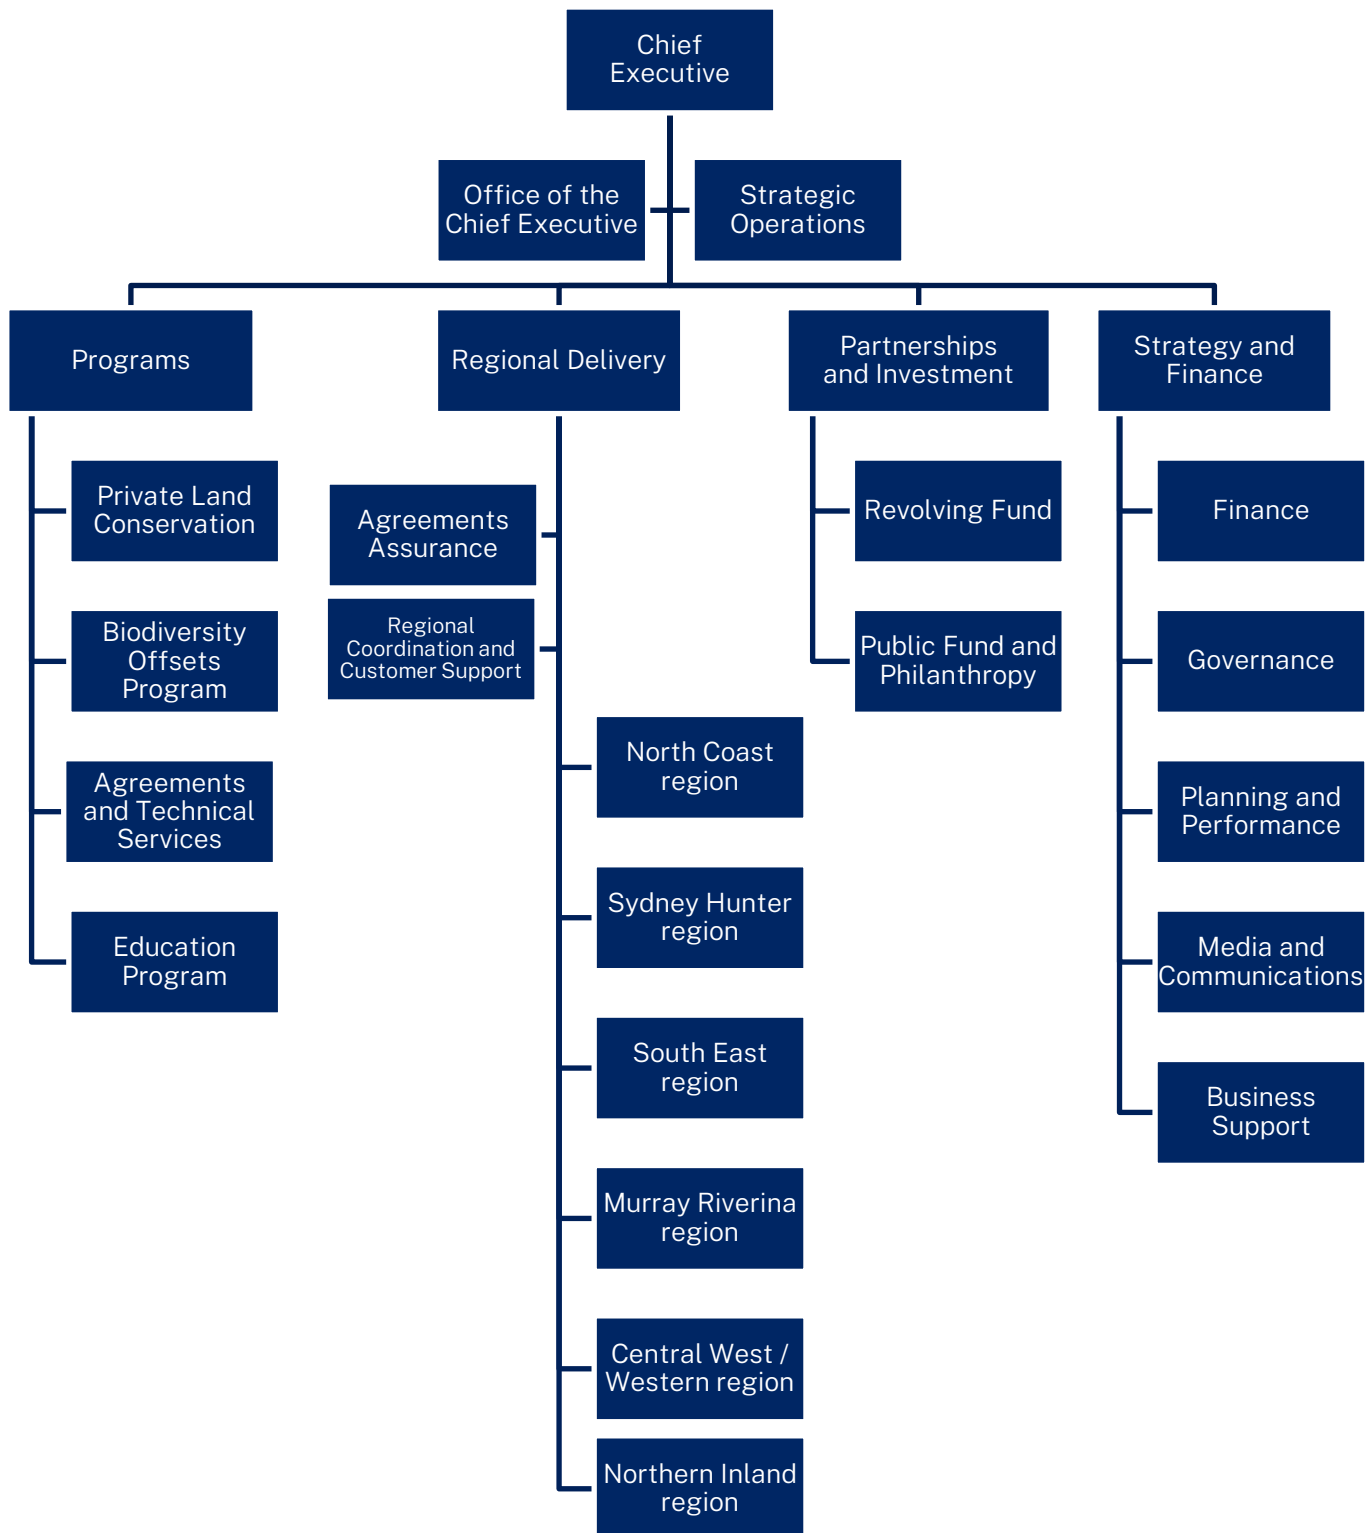 Chief
Executive
Office of the
Chief Executive
Strategic
Operations
Programs
Regional Delivery
Partnerships
and Investment
Strategy and
Finance
Private Land
Conservation
Biodiversity
Offsets
Program
Agreements
and Technical
Services
Education
Program
Agreements
Assurance
Regional
Coordination and
Customer Support
North Coast
region
Sydney Hunter
region
South East
region
Murray Riverina
region
Central West /
Western region
Northern Inland
region
Revolving Fund
Public Fund and
Philanthropy
Finance
Governance
Planning and
Performance
Media and
Communications
Business
Support